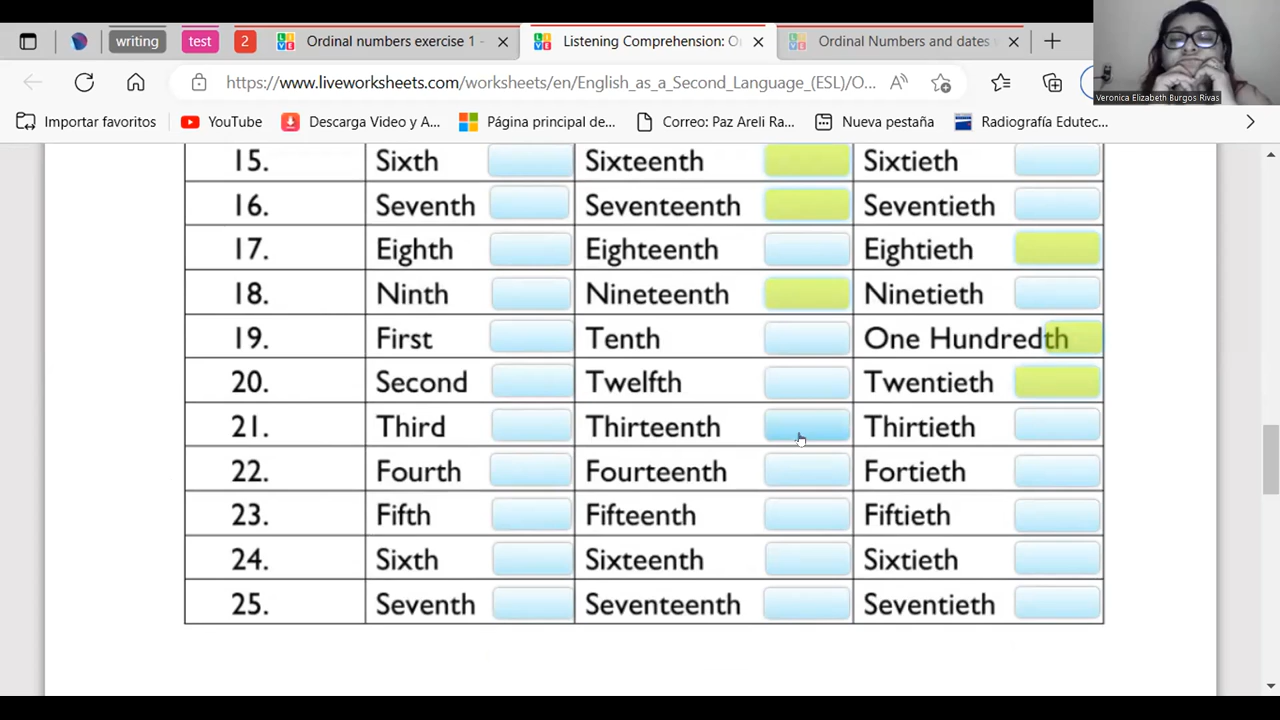 writing
test
2
Ordinal numbers exercise 1 -
Listening Comprehension: O
Ordinal Numbers and dates
https://www.liveworksheets.com/worksheets/en/English_as_a_Second_Language_(ESL)/O...
Veronica Elizabeth Burgos Rivas
Importar favoritos
YouTube
Descarga Video y A...
Página principal de...
Correo: Paz Areli Ra...
Nueva pestaña
Radiografía Edutec...
15. Sixth Sixteenth Sixtieth
16. Seventh Seventeenth Seventieth
17. Eighth Eighteenth Eightieth
18. Ninth Nineteenth Ninetieth
19. First Tenth One Hundredth
20. Second Twelfth Twentieth
21. Third Thirteenth Thirtieth
22. Fourth Fourteenth Fortieth
23. Fifth Fifteenth Fiftieth
24. Sixth Sixteenth Sixtieth
25. Seventh Seventeenth Seventieth